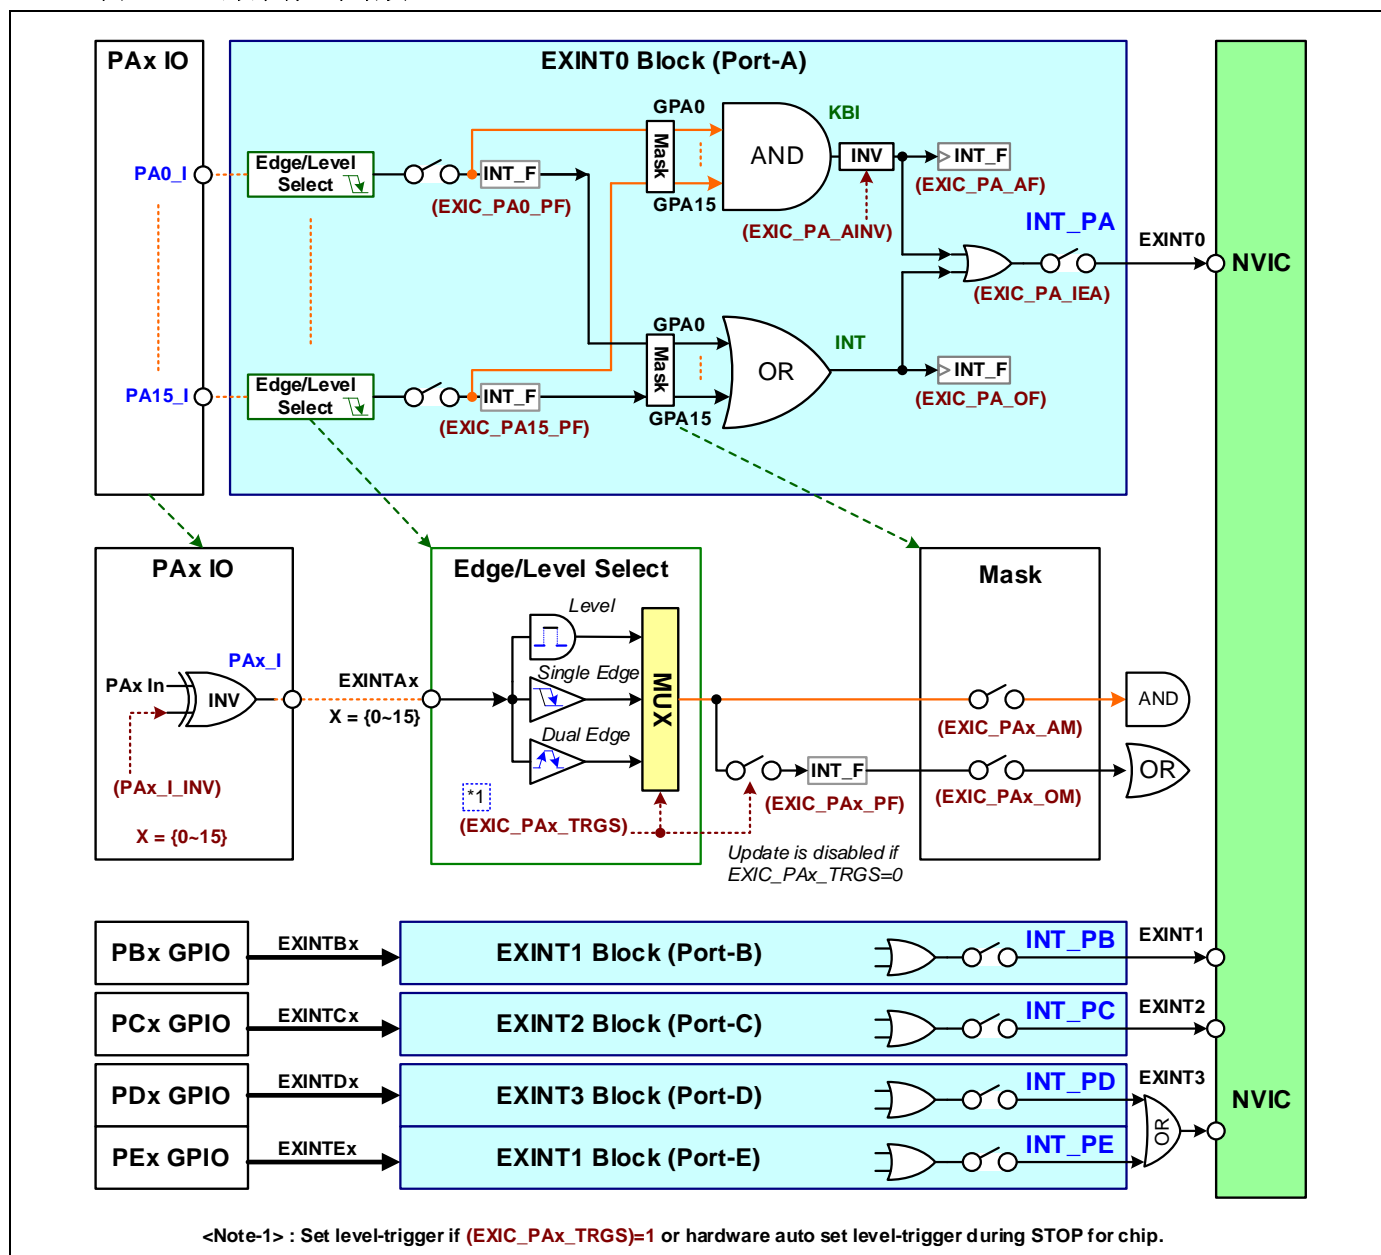 PAx IO
EXINT0 Block (Port-A)
GPA0
KBI
Edge/Level
Select
Mask
AND
INV
INT_F
PA0_I
INT_F
(EXIC_PA0_PF)
GPA15
(EXIC_PA_AF)
(EXIC_PA_AINV)
INT_PA
EXINT0
NVIC
(EXIC_PA_IEA)
GPA0
INT
Edge/Level
Select
Mask
OR
INT_F
PA15_I
INT_F
(EXIC_PA15_PF)
GPA15
(EXIC_PA_OF)
PAx IO
Edge/Level Select
Mask
Level
PAx_I
PAx In
INV
EXINTAx
X = {0~15}
Single Edge
MUX
AND
(EXIC_PAx_AM)
Dual Edge
INT_F
OR
(PAx_I_INV)
*1
(EXIC_PAx_PF)
(EXIC_PAx_OM)
(EXIC_PAx_TRGS)
X = {0~15}
Update is disabled if
EXIC_PAx_TRGS=0
PBx GPIO
EXINTBx
EXINT1 Block (Port-B)
INT_PB
EXINT1
PCx GPIO
EXINTCx
EXINT2 Block (Port-C)
INT_PC
EXINT2
PDx GPIO
EXINTDx
EXINT3 Block (Port-D)
INT_PD
EXINT3
NVIC
OR
PEx GPIO
EXINTEx
EXINT1 Block (Port-E)
INT_PE
<Note-1> : Set level-trigger if (EXIC_PAx_TRGS)=1 or hardware auto set level-trigger during STOP for chip.